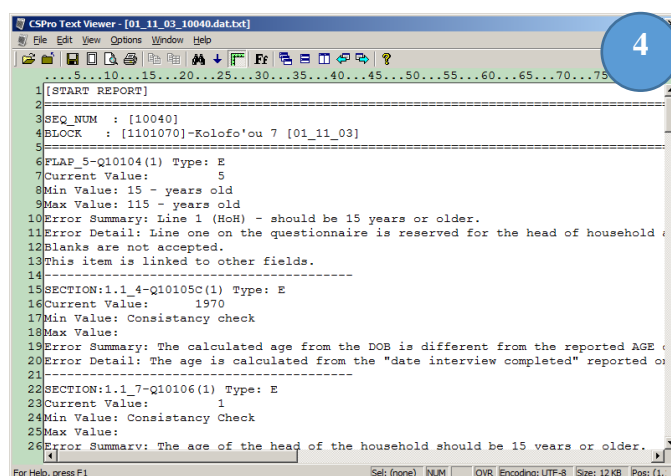 CSPro Text Viewer - [01_11_03_10040.dat.txt]
File Edit View Options Window Help
4
....5...10...15...20...25...30...35...40...45...50...55...60...65...70...75
1 [START REPORT]
2 ================================================================================
3 SEQ_NUM : [10040]
4 BLOCK : [1101070]-Kolofo'ou 7 [01_11_03]
5 ================================================================================
6 FLAP_5-Q10104(1) Type: E
7 Current Value: 5
8 Min Value: 15 - years old
9 Max Value: 115 - years old
10 Error Summary: Line 1 (HoH) - should be 15 years or older.
11 Error Detail: Line one on the questionnaire is reserved for the head of household
12 Blanks are not accepted.
13 This item is linked to other fields.
14 ----------------------------------------
15 SECTION:1.1_4-Q10105C(1) Type: E
16 Current Value: 1970
17 Min Value: Consistancy check
18 Max Value:
19 Error Summary: The calculated age from the DOB is different from the reported AGE
20 Error Detail: The age is calculated from the "date interview completed" reported
21 ----------------------------------------
22 SECTION:1.1_7-Q10106(1) Type: E
23 Current Value: 1
24 Min Value: Consistancy Check
25 Max Value:
26 Error Summary: The age of the head of the household should be 15 years or older.
For Help, press F1 Sel: (none) NUM OVR Encoding: UTF-8 Size: 12 KB Pos: (1,